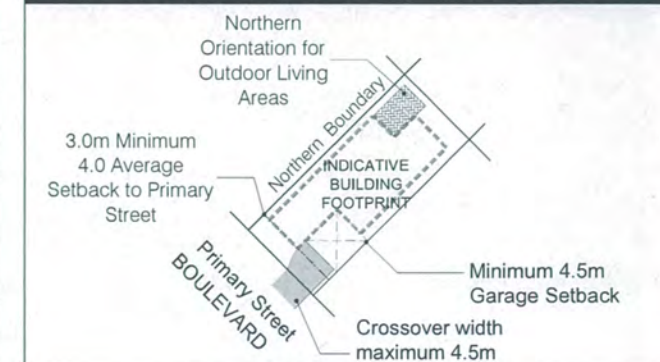 Northern
Orientation for
Outdoor Living
Areas
Northern Boundary
3.0m Minimum
4.0 Average
Setback to Primary
Street
INDICATIVE
BUILDING
FOOTPRINT
Primary Street
BOULEVARD
Minimum 4.5m
Garage Setback
Crossover width
maximum 4.5m